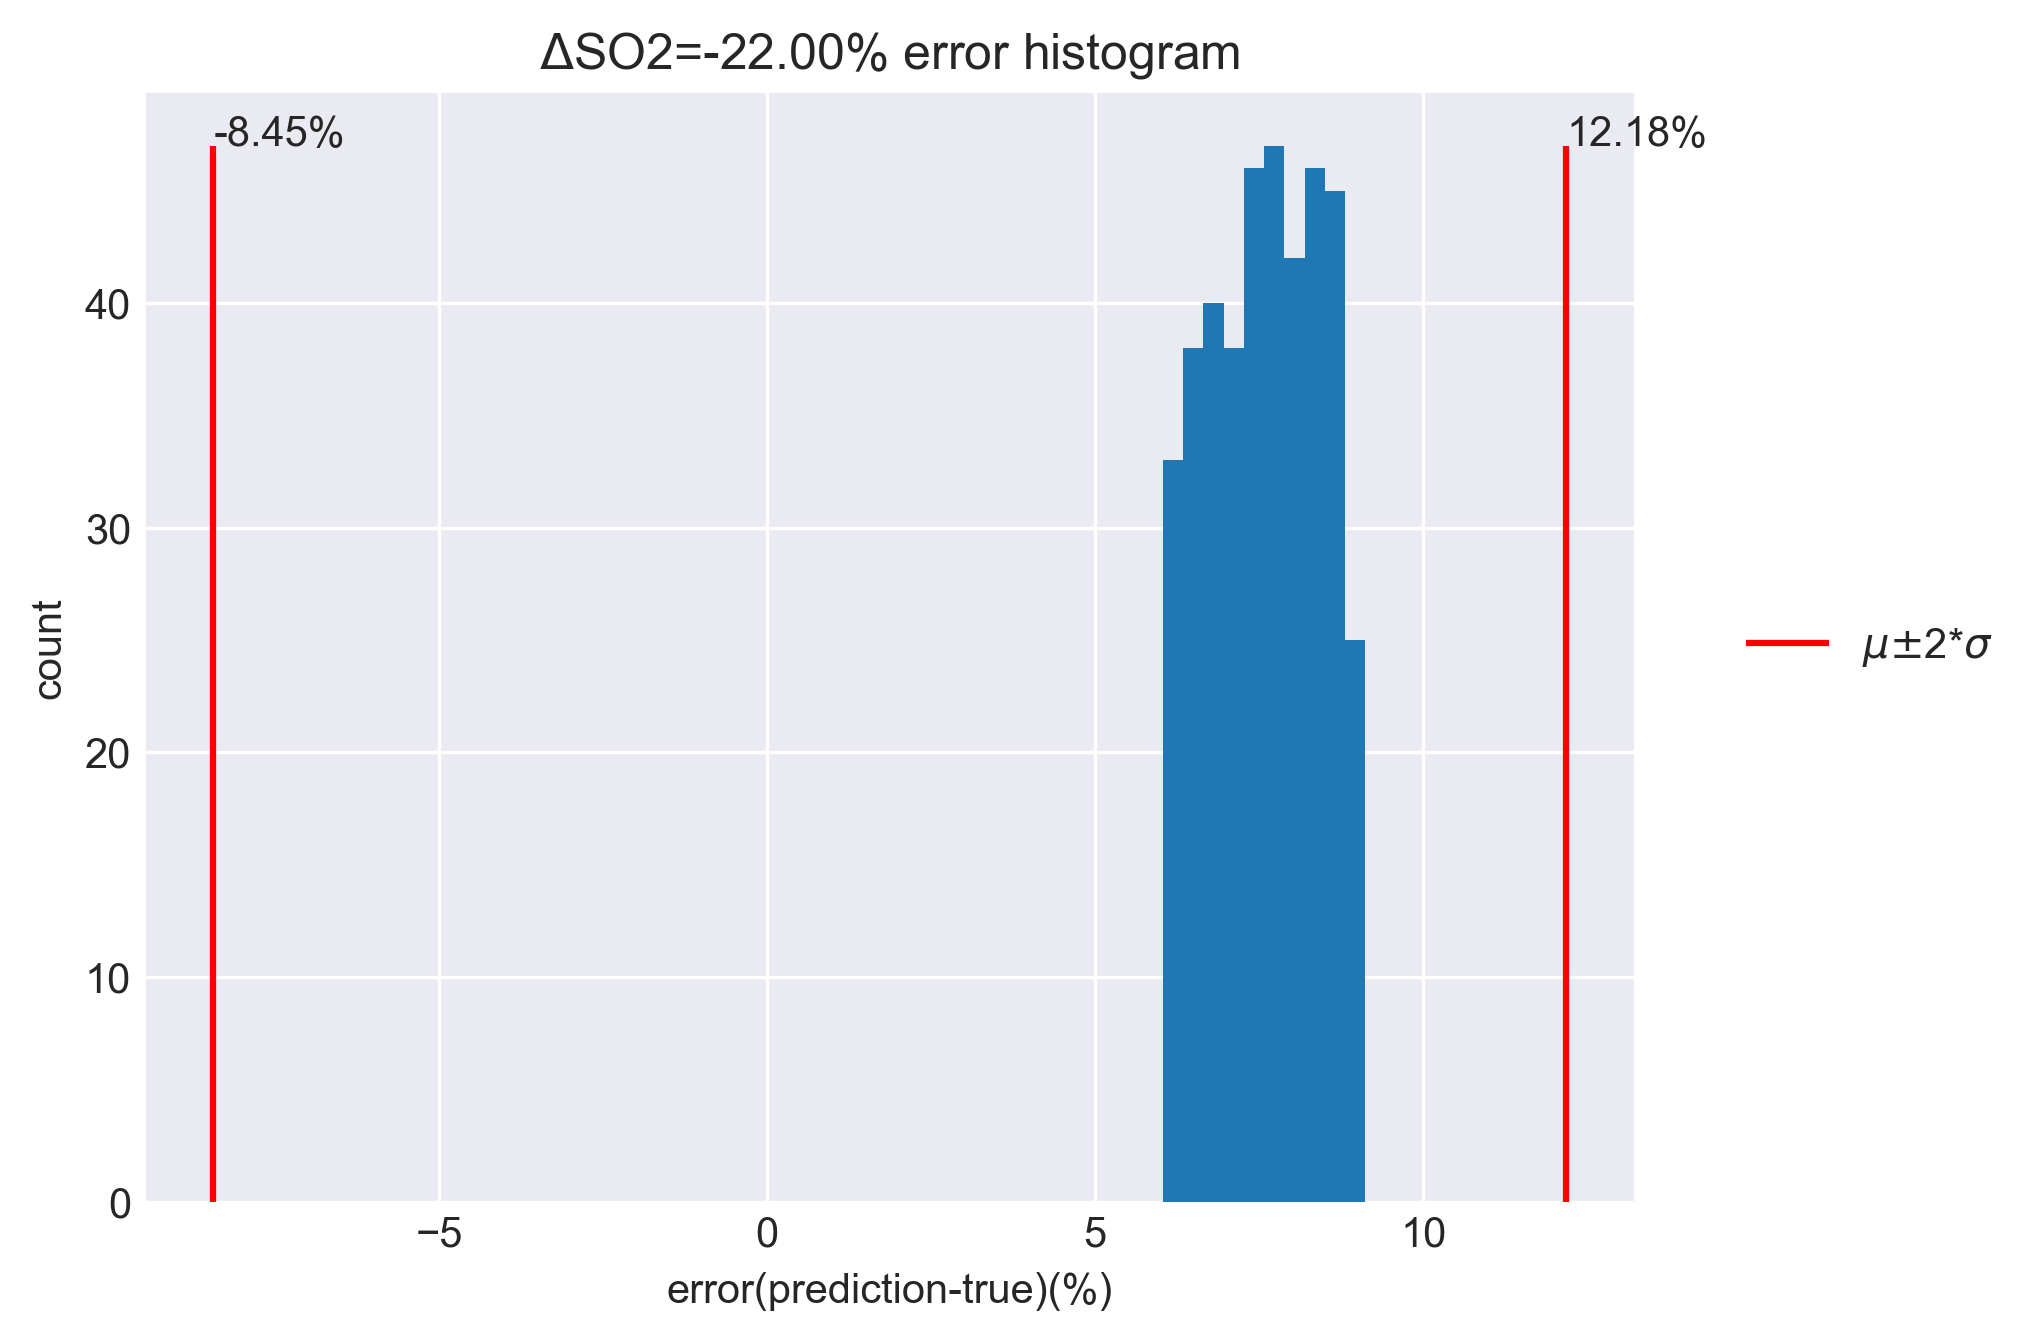 ΔSO2=-22.00% error histogram
-8.45%
12.18%
40
30
20
10
0
count
−5 0 5 10
error(prediction-true)(%)
μ±2*σ